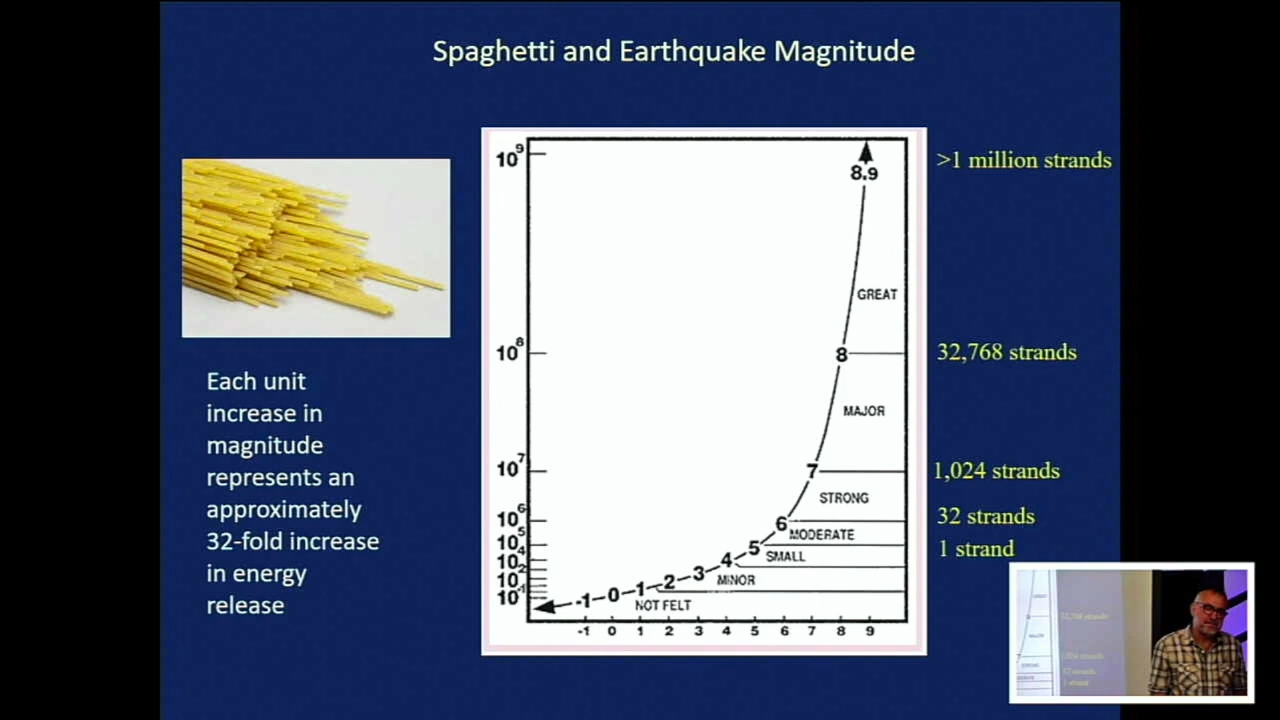 Spaghetti and Earthquake Magnitude
Each unit
increase in
magnitude
represents an
approximately
32-fold increase
in energy
release
10⁹
10⁸
10⁷
10⁶
10⁵
10⁴
8.9
GREAT
8
MAJOR
7
STRONG
6
MODERATE
5
SMALL
4
MINOR
3
2
1
0
-1
NOT FELT
-1 0 1 2 3 4 5 6 7 8 9
>1 million strands
32,768 strands
1,024 strands
32 strands
1 strand